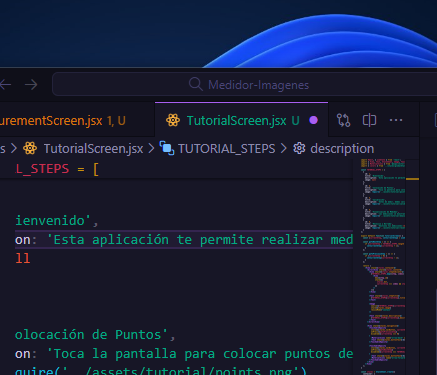 Medidor-Imagenes
urementScreen.jsx 1, U
TutorialScreen.jsx U
s > TutorialScreen.jsx > TUTORIAL_STEPS > description
L_STEPS = [
ienvenido',
on: 'Esta aplicación te permite realizar med
ll
olocación de Puntos',
on: 'Toca la pantalla para colocar puntos de
quire('../assets/tutorial/points.png')